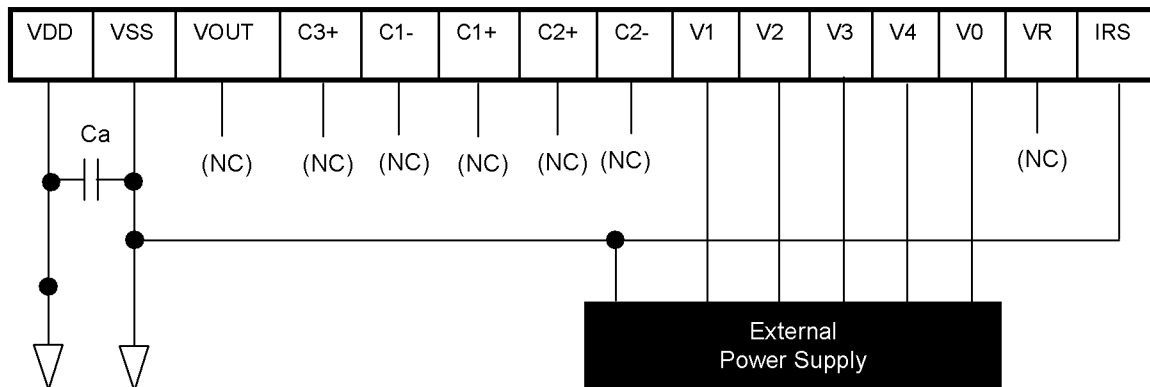 VDD VSS VOUT C3+ C1- C1+ C2+ C2- V1 V2 V3 V4 V0 VR IRS
Ca
(NC) (NC) (NC) (NC) (NC) (NC) (NC)
External
Power Supply